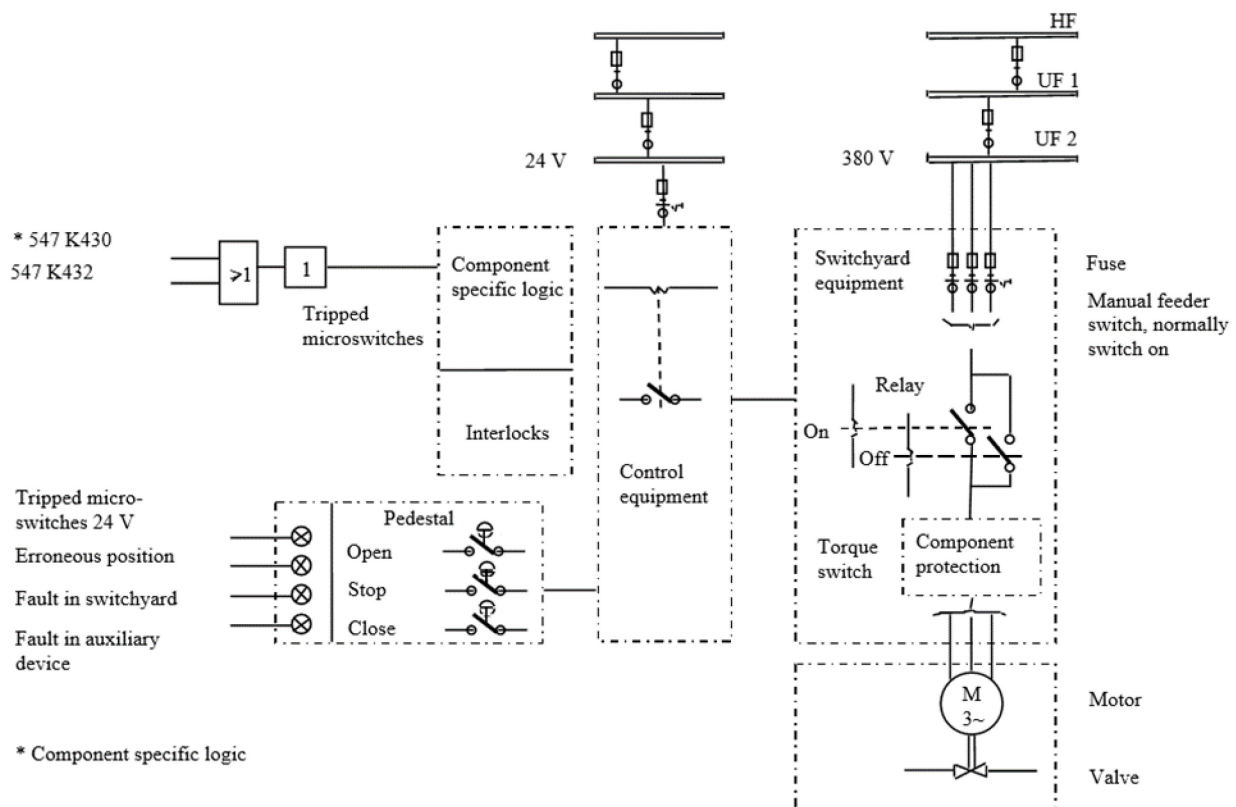 HF
UF 1
UF 2
24 V
380 V
* 547 K430
547 K432
>1
1
Tripped
microswitches
Component
specific logic
Interlocks
Switchyard
equipment
Fuse
Manual feeder
switch, normally
switch on
Relay
On
Off
Control
equipment
Tripped micro-
switches 24 V
Erroneous position
Fault in switchyard
Fault in auxiliary
device
Pedestal
Open
Stop
Close
Torque
switch
Component
protection
M
3~
Motor
Valve
* Component specific logic